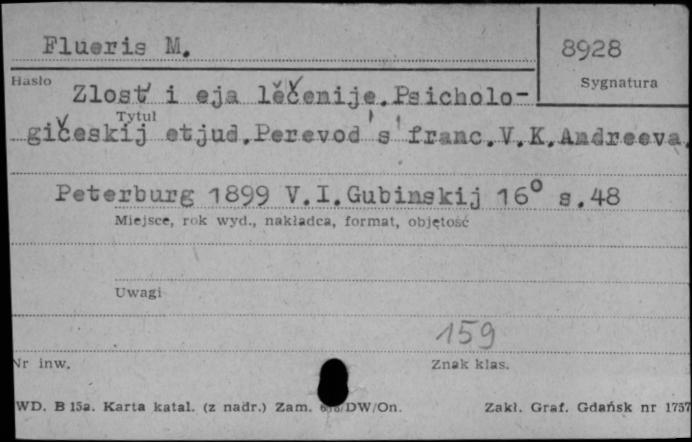 Flueris M.
8928
Hasło
Sygnatura
Zlost' i eja lěčenije.Psicholo-
Tytuł
gičeskij etjud.Perevod s franc.V.K.Andreeva.
Peterburg 1899 V.I.Gubinskij 16° s.48
Miejsce, rok wyd., nakładca, format, objętość
Uwagi
159
Nr inw.
Znak klas.
WD. B 15a. Karta katal. (z nadr.) Zam. /DW/On.
Zakł. Graf. Gdańsk nr 1757